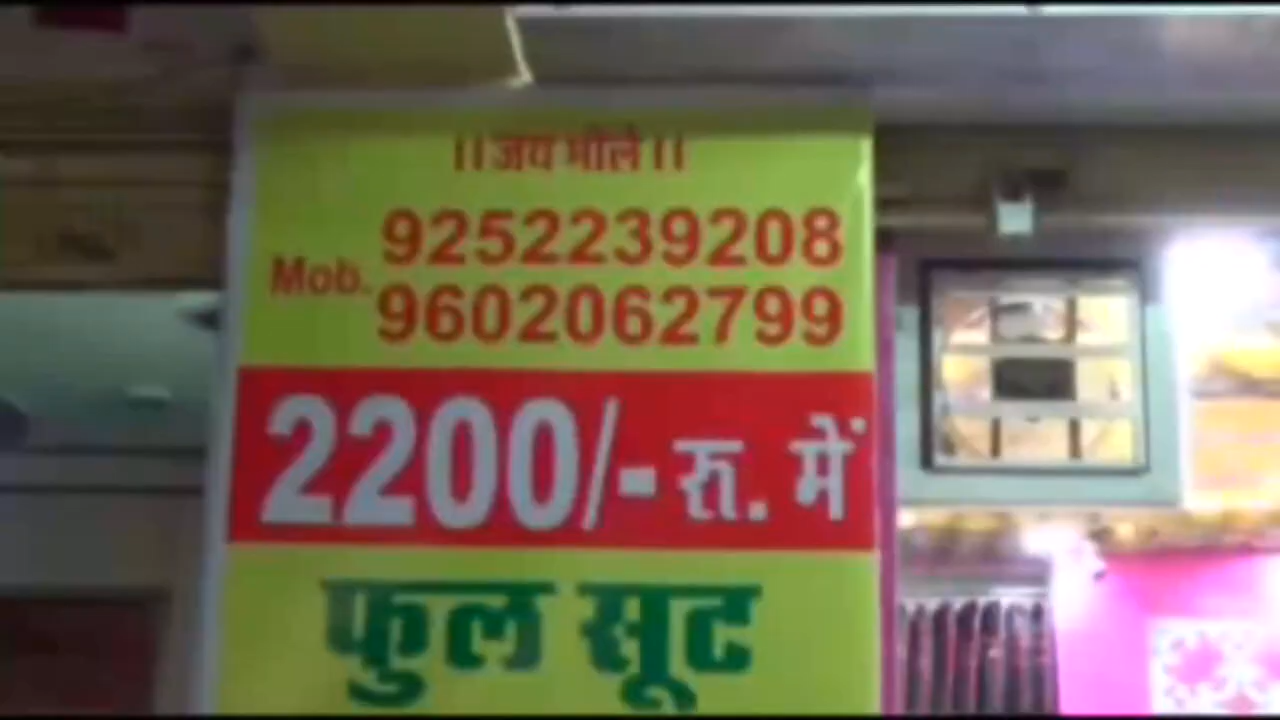 ।। जय भोले ।।
9252239208
Mob.
9602062799
2200/- रु. में
फुल सूट